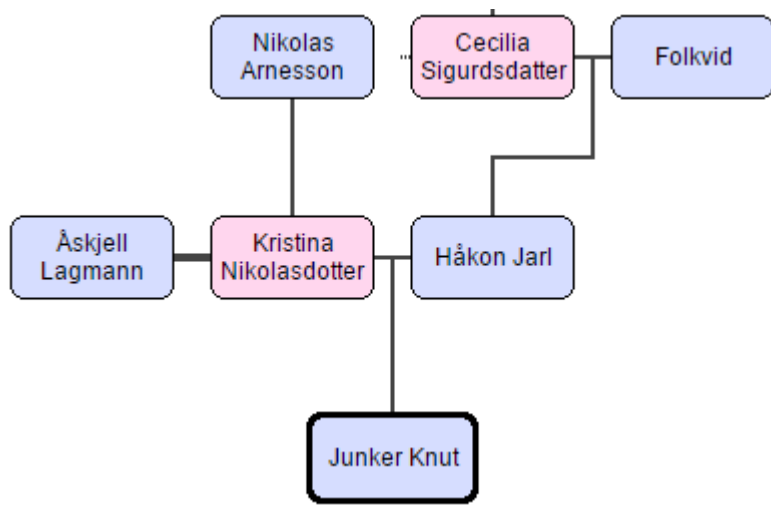 Nikolas
Arnesson
Cecilia
Sigurdsdatter
Folkvid
Åskjell
Lagmann
Kristina
Nikolasdotter
Håkon Jarl
Junker Knut